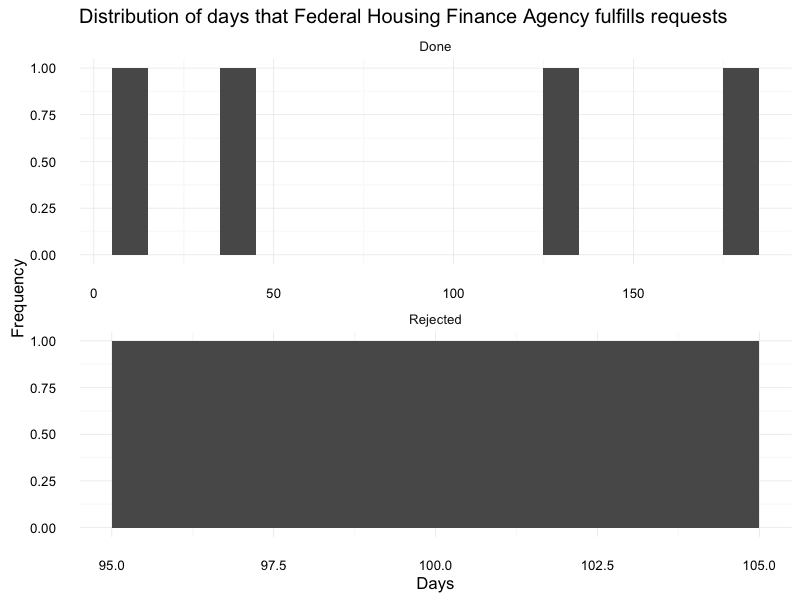 Distribution of days that Federal Housing Finance Agency fulfills requests
Done
1.00
0.75
0.50
0.25
0.00
0 50 100 150
Frequency
Rejected
1.00
0.75
0.50
0.25
0.00
95.0 97.5 100.0 102.5 105.0
Days